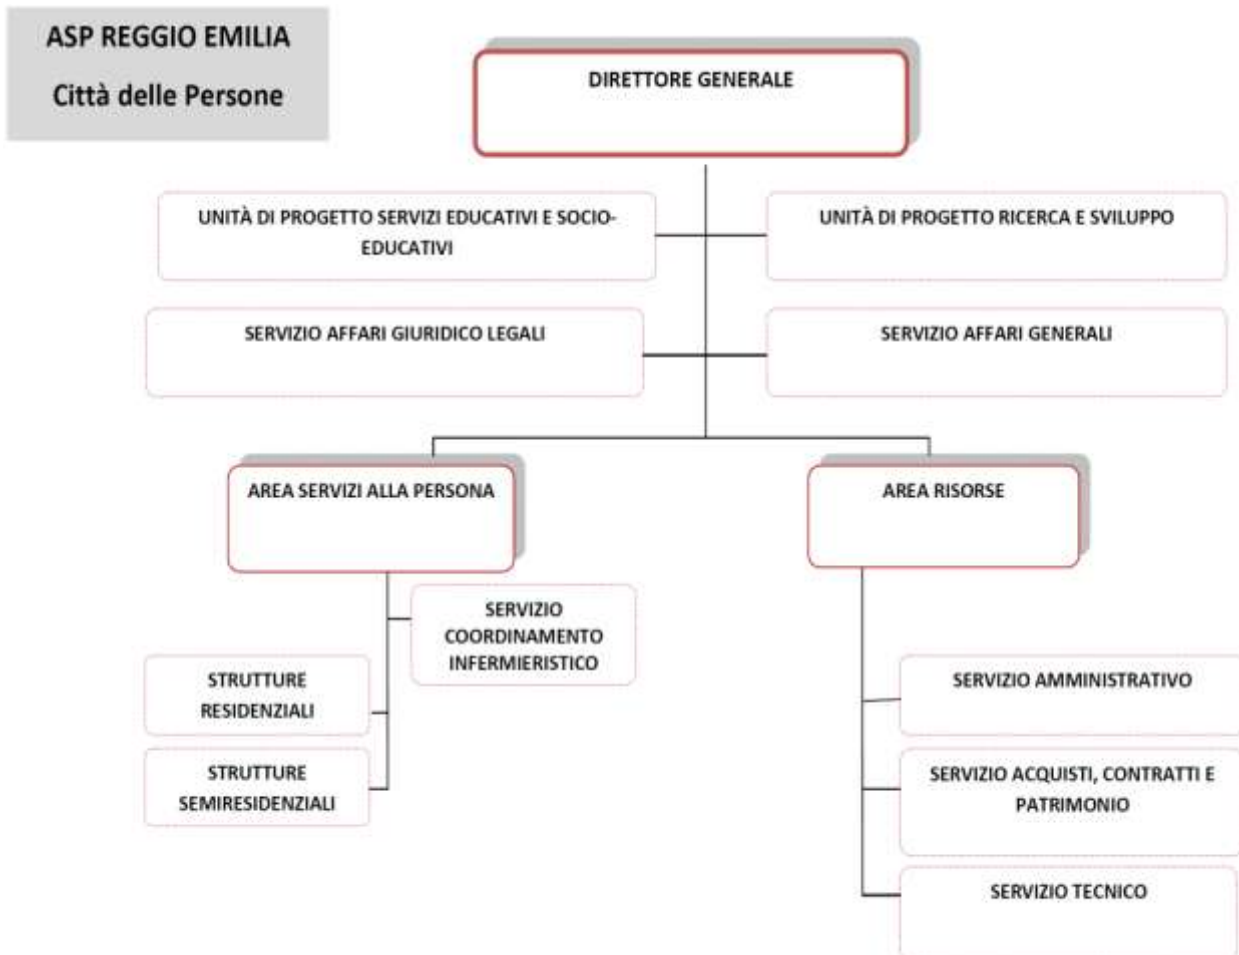 ASP REGGIO EMILIA
Città delle Persone
DIRETTORE GENERALE
UNITÀ DI PROGETTO SERVIZI EDUCATIVI E SOCIO-
EDUCATIVI
UNITÀ DI PROGETTO RICERCA E SVILUPPO
SERVIZIO AFFARI GIURIDICO LEGALI
SERVIZIO AFFARI GENERALI
AREA SERVIZI ALLA PERSONA
AREA RISORSE
SERVIZIO
COORDINAMENTO
INFERMIERISTICO
STRUTTURE
RESIDENZIALI
STRUTTURE
SEMIRESIDENZIALI
SERVIZIO AMMINISTRATIVO
SERVIZIO ACQUISTI, CONTRATTI E
PATRIMONIO
SERVIZIO TECNICO